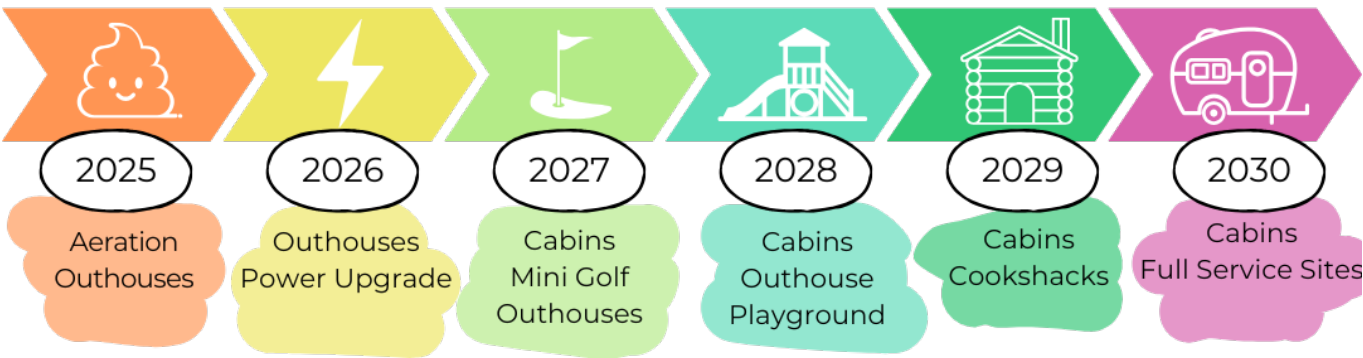 2025
Aeration
Outhouses
2026
Outhouses
Power Upgrade
2027
Cabins
Mini Golf
Outhouses
2028
Cabins
Outhouse
Playground
2029
Cabins
Cookshacks
2030
Cabins
Full Service Sites